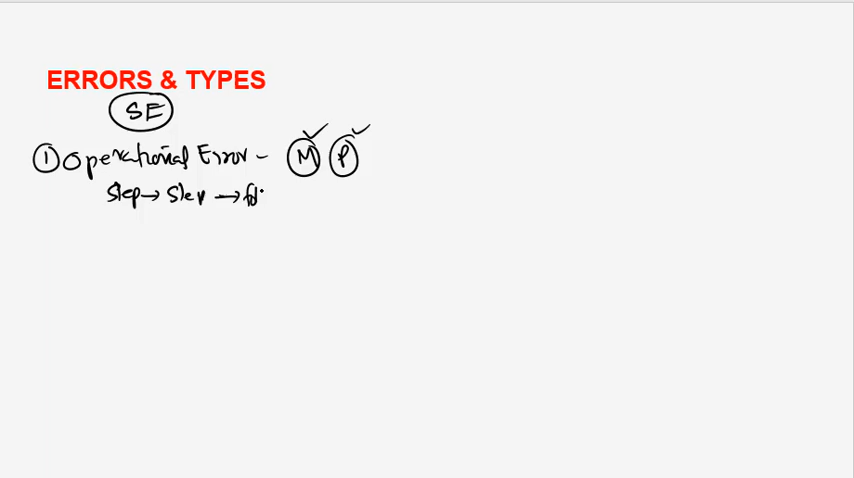 ERRORS & TYPES
SE
① Operational Error - M P
Step → Step →